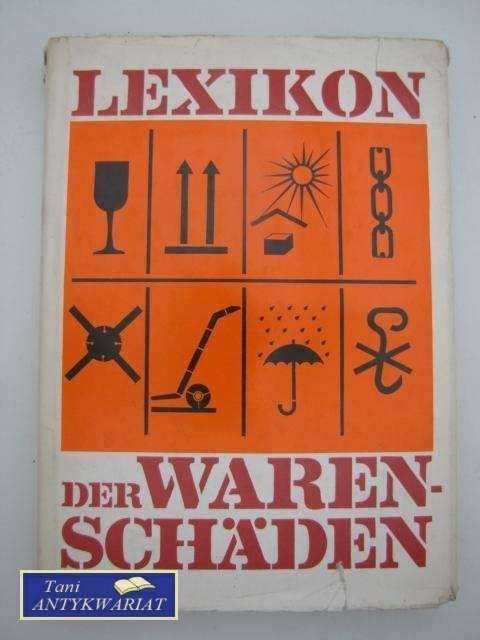 LEXIKON
DER WAREN-
SCHÄDEN
Tani
ANTYKWARIAT